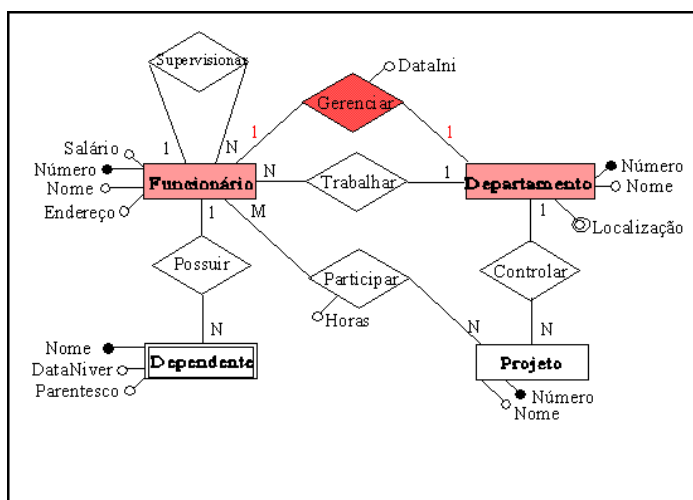 Supervisionar
DataIni
Gerenciar
1
1
Salário
1
N
Número
Funcionário
N
Trabalhar
1
Departamento
Número
Nome
Nome
Endereço
1
M
1
Localização
Possuir
Participar
Controlar
Horas
N
N
N
Nome
Dependente
Projeto
DataNiver
Parentesco
Número
Nome